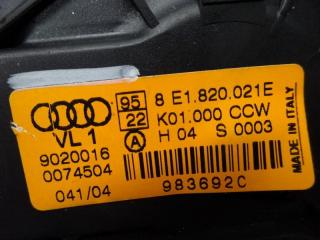 95 8 E1.820.021E
22 K01.000 CCW
VL 1 A H 04 S 0003
9020016
0074504
041/04 983692C
MADE IN ITALY